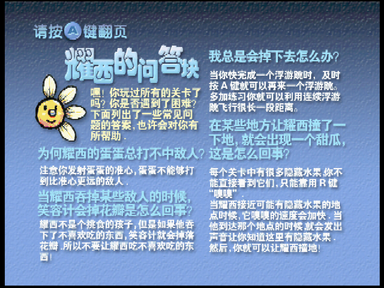 请按A键翻页
耀西的问答块
嘿！你玩过所有的关卡了
吗？你是否遇到了困难？
下面列出了一些常见问
题的答案，也许会对你有
所帮助
为何耀西的蛋蛋总打不中敌人？
注意你发射蛋蛋的准心，蛋蛋不能够打
到比准心更远的敌人.
当耀西吞掉某些敌人的时候，
笑容计会掉花瓣是怎么回事？
耀西不是个挑食的孩子，但是如果他吞
下了不喜欢吃的东西，笑容计就会掉落
花瓣，所以不要让耀西吃不喜欢吃的东
西！
我总是会掉下去怎么办？
当你快完成一个浮游跳时，及时
按A键就可以再来一个浮游跳.
多加练习你就可以利用连续浮游
跳飞行很长一段距离.
在某些地方让耀西撞了一
下地，就会出现一个甜瓜，
这是怎么回事？
每个关卡中有很多隐藏水果，你不
能直接看到它们，只能靠用R键
“嗅嗅”
当耀西接近可能有隐藏水果的地
点时候，它嗅嗅的速度会加快.当
他到达那个地点的时候，就会发出
声音让你知道这里有隐藏水果.
然后，你就可以让耀西撞地！